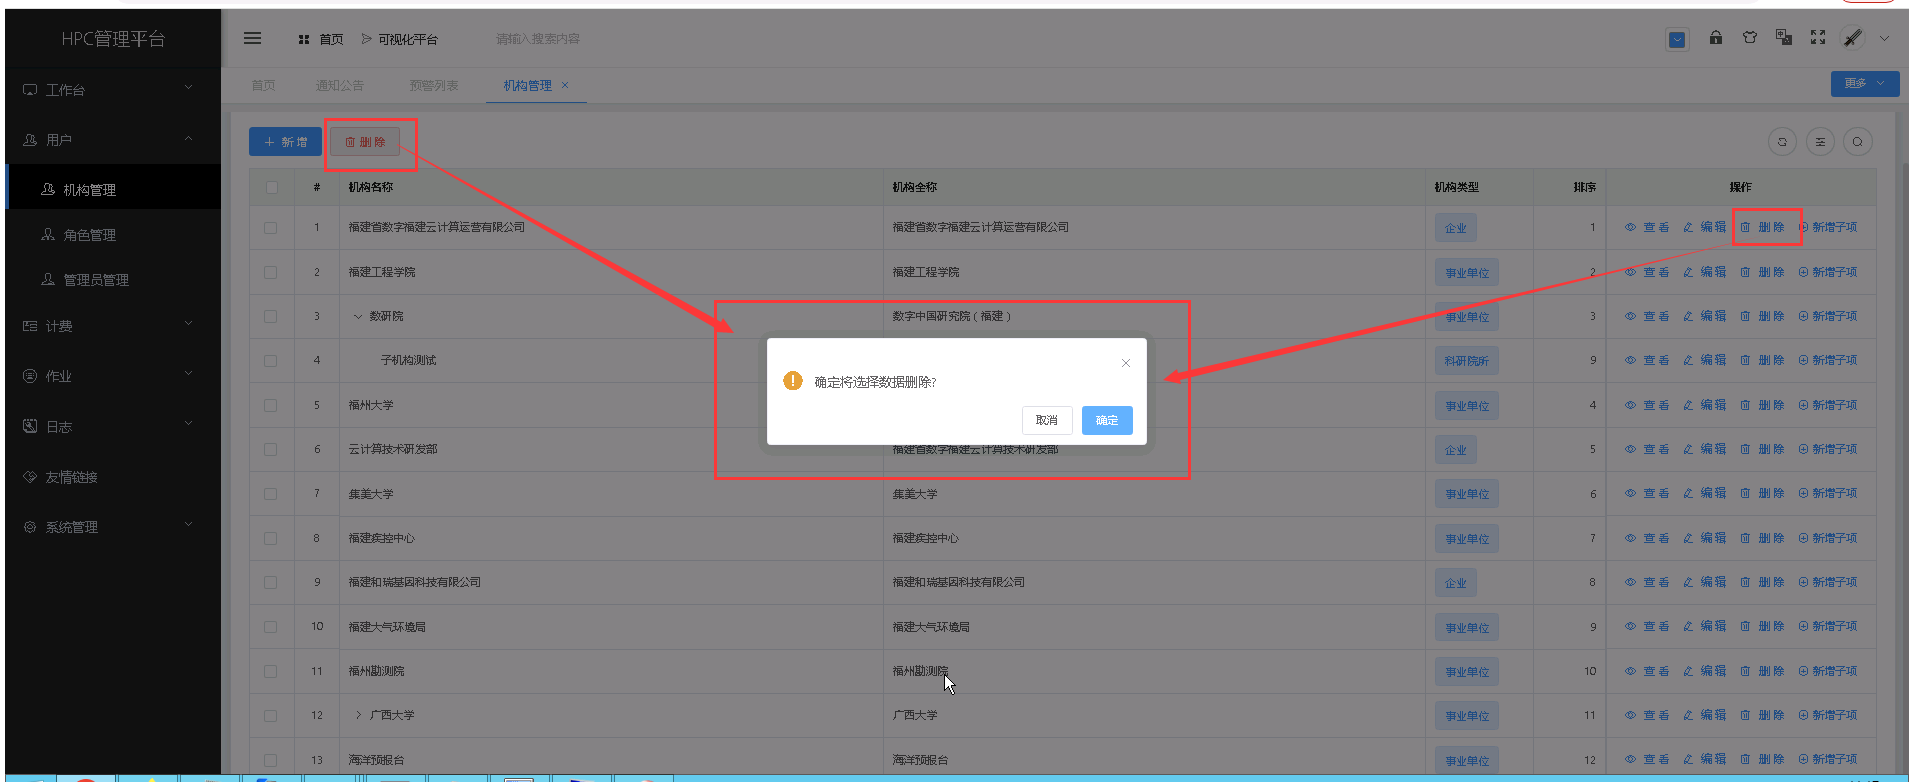 HPC管理平台
首页 可视化平台 请输入搜索内容
工作台
用户
机构管理
角色管理
管理员管理
计费
作业
日志
友情链接
系统管理
首页 通知公告 预警列表 机构管理 × 更多
+ 新增 删除
# 机构名称 机构全称 机构类型 排序 操作
1 福建省数字福建云计算运营有限公司 福建省数字福建云计算运营有限公司 企业 1 查看 编辑 删除 新增子项
2 福建工程学院 福建工程学院 事业单位 2 查看 编辑 删除 新增子项
3 数研院 数字中国研究院（福建） 事业单位 3 查看 编辑 删除 新增子项
4 子机构测试 科研院所 9 查看 编辑 删除 新增子项
5 福州大学 事业单位 4 查看 编辑 删除 新增子项
6 云计算技术研发部 福建省数字福建云计算技术研发部 企业 5 查看 编辑 删除 新增子项
7 集美大学 集美大学 事业单位 6 查看 编辑 删除 新增子项
8 福建疾控中心 福建疾控中心 事业单位 7 查看 编辑 删除 新增子项
9 福建和瑞基因科技有限公司 福建和瑞基因科技有限公司 企业 8 查看 编辑 删除 新增子项
10 福建大气环境局 福建大气环境局 事业单位 9 查看 编辑 删除 新增子项
11 福州勘测院 福州勘测院 事业单位 10 查看 编辑 删除 新增子项
12 广西大学 广西大学 事业单位 11 查看 编辑 删除 新增子项
13 海洋预报台 海洋预报台 事业单位 12 查看 编辑 删除 新增子项
确定将选择数据删除?
取消 确定